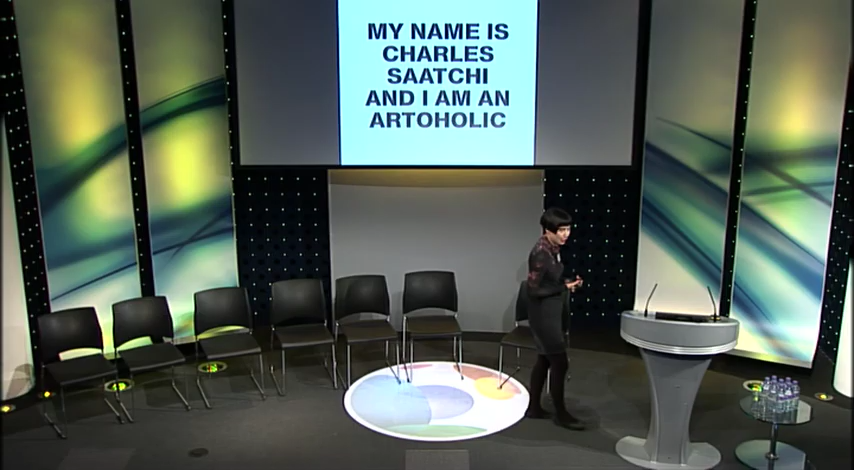 MY NAME IS
CHARLES
SAATCHI
AND I AM AN
ARTOHOLIC